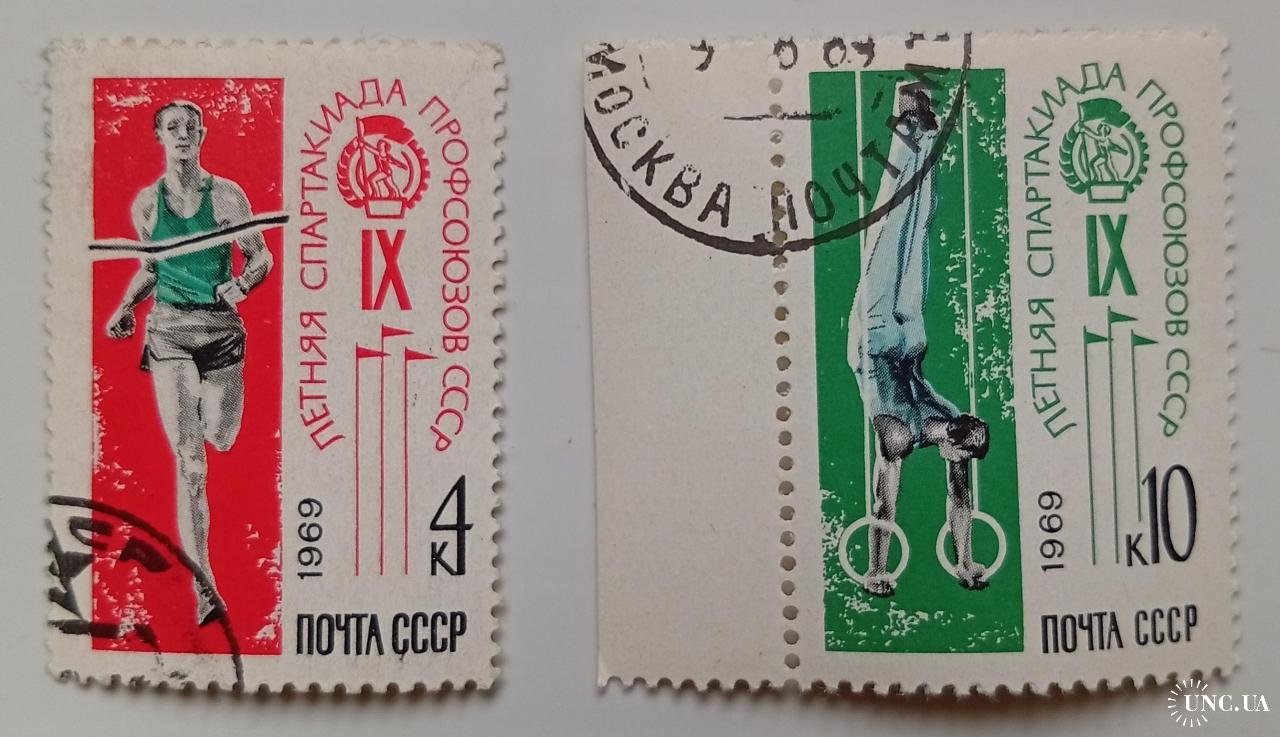 ЛЕТНЯЯ СПАРТАКИАДА ПРОФСОЮЗОВ СССР
IX
1969
4 к
ПОЧТА СССР
МОСКВА ПОЧТАМТ
ЛЕТНЯЯ СПАРТАКИАДА ПРОФСОЮЗОВ СССР
IX
1969
к 10
ПОЧТА СССР
UNC.UA